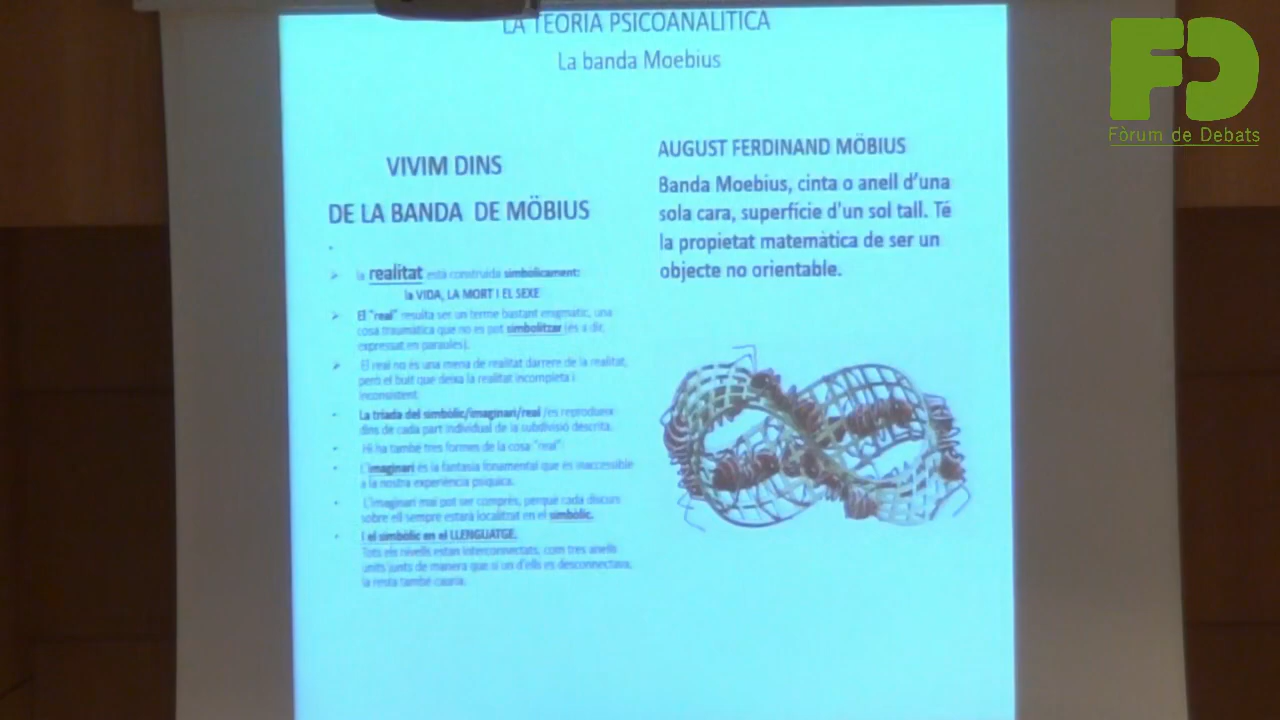 LA TEORIA PSICOANALÍTICA
La banda Moebius
VIVIM DINS
DE LA BANDA DE MÖBIUS
la realitat està construïda simbòlicament:
la VIDA, LA MORT I EL SEXE
El "real" resulta ser un terme bastant enigmàtic, una
cosa traumàtica que no es pot simbolitzar (és a dir,
expressat en paraules).
El real no és una mena de realitat darrere de la realitat,
però el buit que deixa la realitat incompleta i
inconsistent
La tríada del simbòlic/imaginari/real /es reprodueix
dins de cada part individual de la subdivisió descrita.
Hi ha també tres formes de la cosa "real":
L'imaginari és la fantasia fonamental que és inaccessible
a la nostra experiència psíquica.
L'imaginari mai pot ser comprès, perquè cada discurs
sobre ell sempre estarà localitzat en el simbòlic.
I el simbòlic en el LLENGUATGE.
Tots els nivells estan interconnectats, com tres anells
units junts de manera que si un d'ells es desconnectava,
la resta també cauria.
AUGUST FERDINAND MÖBIUS
Banda Moebius, cinta o anell d'una
sola cara, superfície d'un sol tall. Té
la propietat matemàtica de ser un
objecte no orientable.
FD
Fòrum de Debats